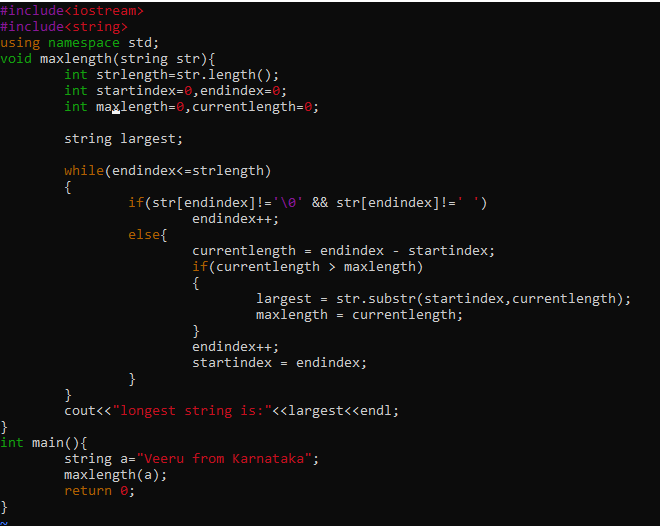 #include<iostream>
#include<string>
using namespace std;
void maxlength(string str){
        int strlength=str.length();
        int startindex=0,endindex=0;
        int maxlength=0,currentlength=0;

        string largest;

        while(endindex<=strlength)
        {
                if(str[endindex]!='\0' && str[endindex]!=' ')
                        endindex++;
                else{
                        currentlength = endindex - startindex;
                        if(currentlength > maxlength)
                        {
                                largest = str.substr(startindex,currentlength);
                                maxlength = currentlength;
                        }
                        endindex++;
                        startindex = endindex;
                }
        }
        cout<<"longest string is:"<<largest<<endl;
}
int main(){
        string a="Veeru from Karnataka";
        maxlength(a);
        return 0;
}
~